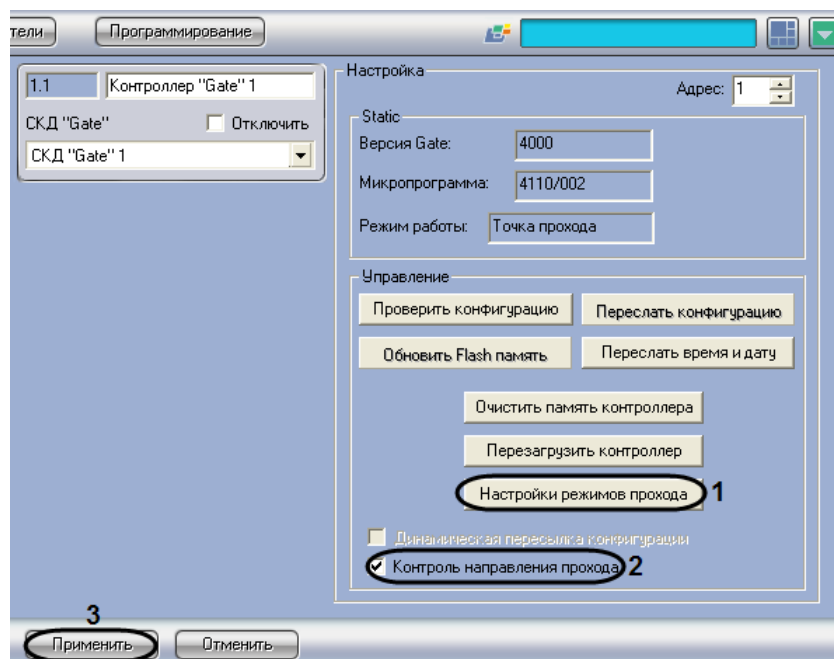 тели Программирование
1.1 Контроллер "Gate" 1
СКД "Gate" Отключить
СКД "Gate" 1
Настройка
Адрес: 1
Static
Версия Gate: 4000
Микропрограмма: 4110/002
Режим работы: Точка прохода
Управление
Проверить конфигурацию Переслать конфигурацию
Обновить Flash память Переслать время и дату
Очистить память контроллера
Перезагрузить контроллер
Настройки режимов прохода 1
Динамическая пересылка конфигурации
Контроль направления прохода 2
3
Применить Отменить